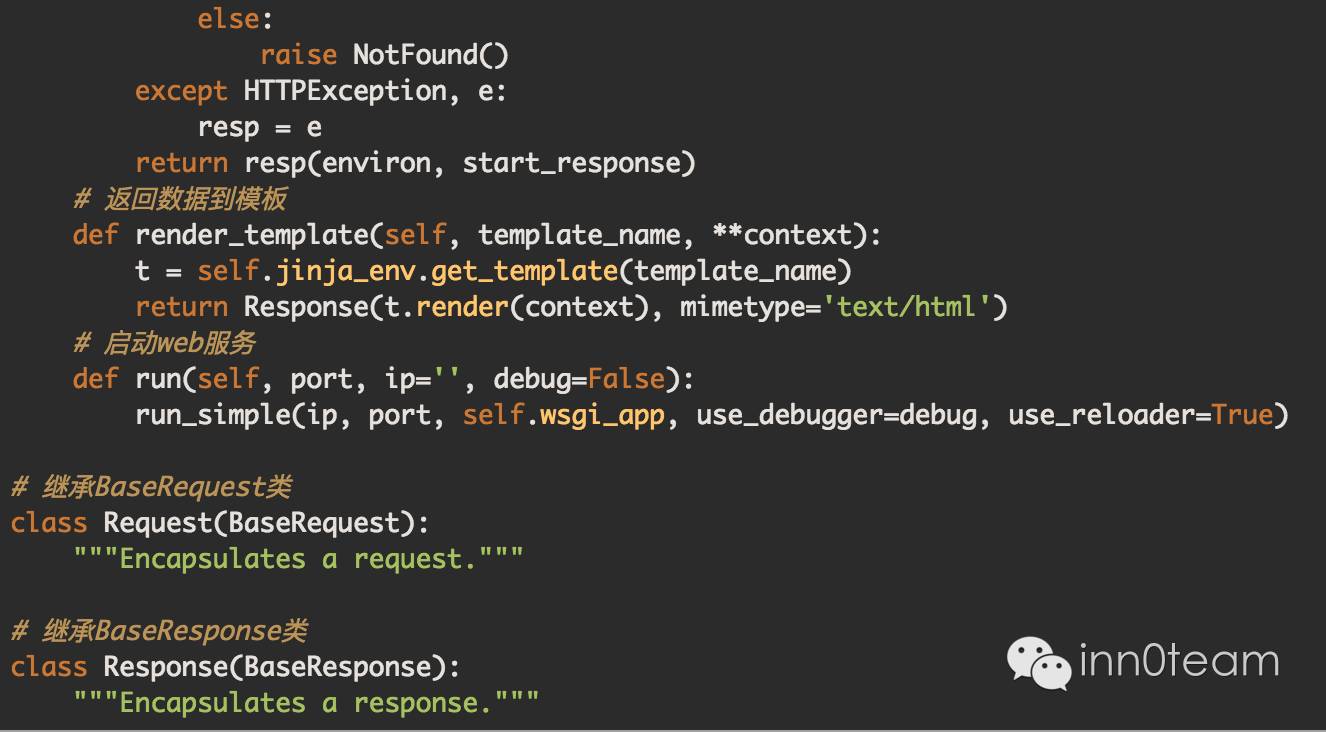 else:
raise NotFound()
except HTTPException, e:
resp = e
return resp(environ, start_response)
# 返回数据到模板
def render_template(self, template_name, **context):
t = self.jinja_env.get_template(template_name)
return Response(t.render(context), mimetype='text/html')
# 启动web服务
def run(self, port, ip='', debug=False):
run_simple(ip, port, self.wsgi_app, use_debugger=debug, use_reloader=True)
# 继承BaseRequest类
class Request(BaseRequest):
"""Encapsulates a request."""
# 继承BaseResponse类
class Response(BaseResponse):
"""Encapsulates a response."""
inn0team